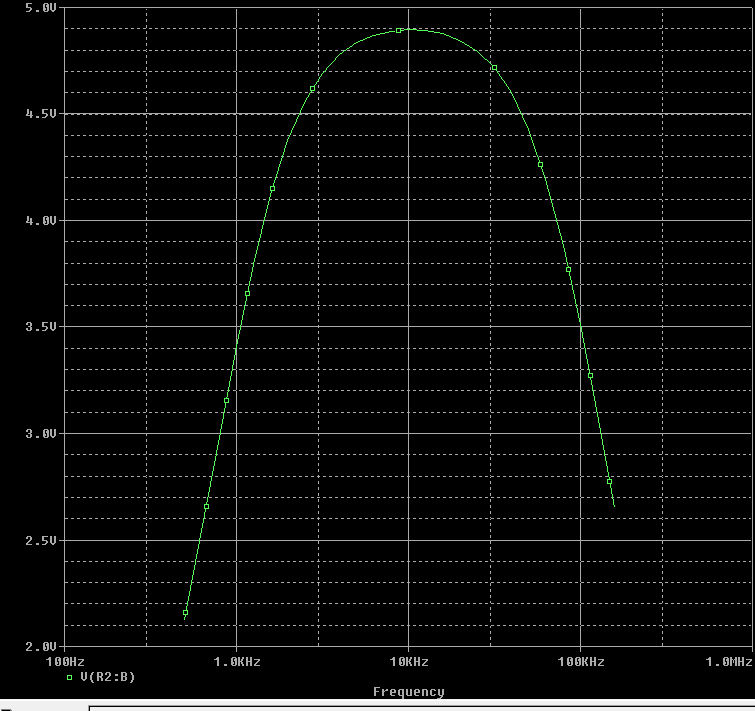 5.0V
4.5V
4.0V
3.5V
3.0V
2.5V
2.0V
100Hz 1.0KHz 10KHz 100KHz 1.0MHz
V(R2:B)
Frequency